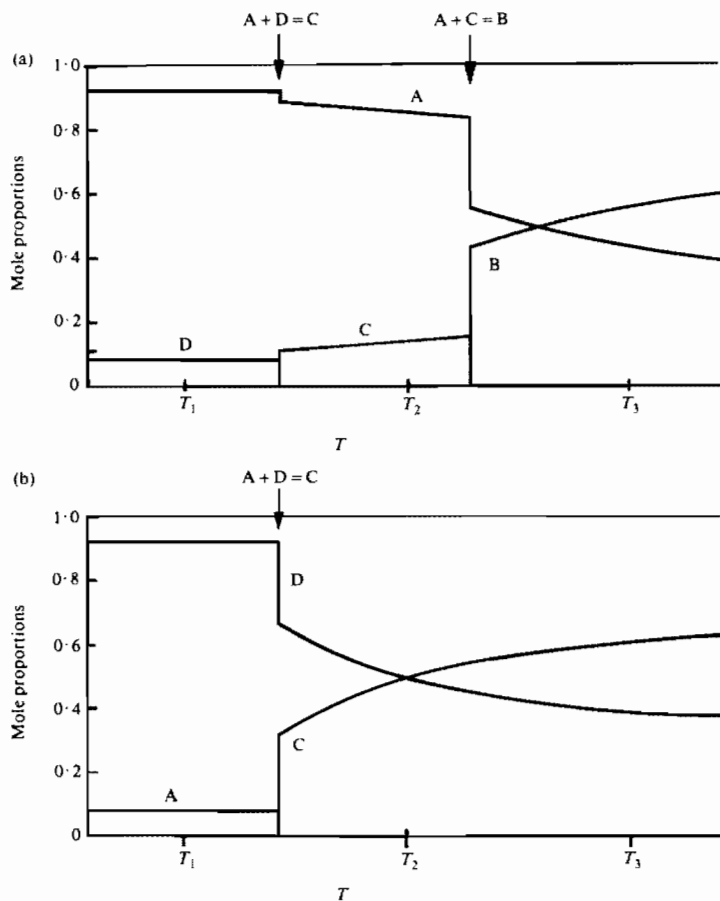 A + D = C
A + C = B
(a)
1·0
0·8
0·6
0·4
0·2
0
Mole proportions
A
B
C
D
T₁
T₂
T₃
T
(b)
A + D = C
1·0
0·8
0·6
0·4
0·2
0
Mole proportions
D
C
A
T₁
T₂
T₃
T